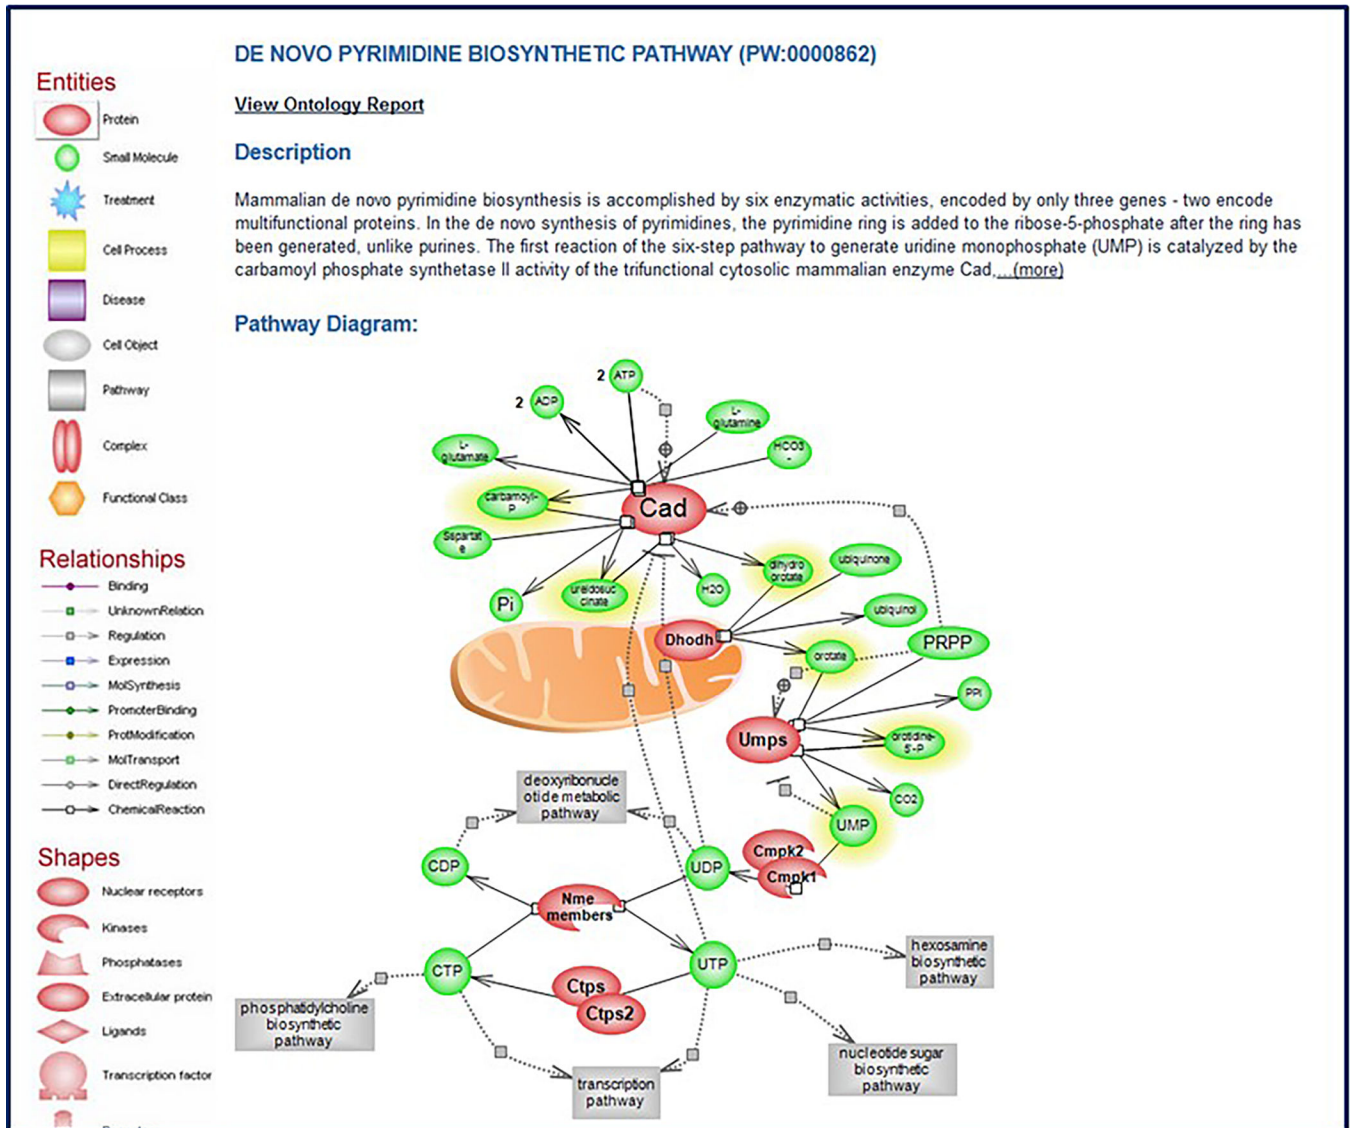 DE NOVO PYRIMIDINE BIOSYNTHETIC PATHWAY (PW:0000862)
View Ontology Report
Description
Mammalian de novo pyrimidine biosynthesis is accomplished by six enzymatic activities, encoded by only three genes - two encode
multifunctional proteins. In the de novo synthesis of pyrimidines, the pyrimidine ring is added to the ribose-5-phosphate after the ring has
been generated, unlike purines. The first reaction of the six-step pathway to generate uridine monophosphate (UMP) is catalyzed by the
carbamoyl phosphate synthetase II activity of the trifunctional cytosolic mammalian enzyme Cad,...(more)
Pathway Diagram:
Entities
Protein
Small Molecule
Treatment
Cell Process
Disease
Cell Object
Pathway
Complex
Functional Class
Relationships
Binding
UnknownRelation
Regulation
Expression
MolSynthesis
PromoterBinding
ProtModification
MolTransport
DirectRegulation
ChemicalReaction
Shapes
Nuclear receptors
Kinases
Phosphatases
Extracellular protein
Ligands
Transcription factor
2 ATP
2 ADP
L-
glutamine
L-
glutamate
HCO3
-
carbamoyl-
P
Cad
Sspartat
e
Pi
ureidosuc
cinate
H2O
dihydro
orotate
ubiquinone
ubiquinol
Dhodh
orotate
PRPP
PPI
Umps
orotidine-
5'-P
CO2
UMP
deoxyribonucle
otide metabolic
pathway
CDP
UDP
Cmpk2
Cmpk1
Nme
members
CTP
UTP
Ctps
Ctps2
hexosamine
biosynthetic
pathway
phosphatidylcholine
biosynthetic
pathway
nucleotide sugar
biosynthetic
pathway
transcription
pathway